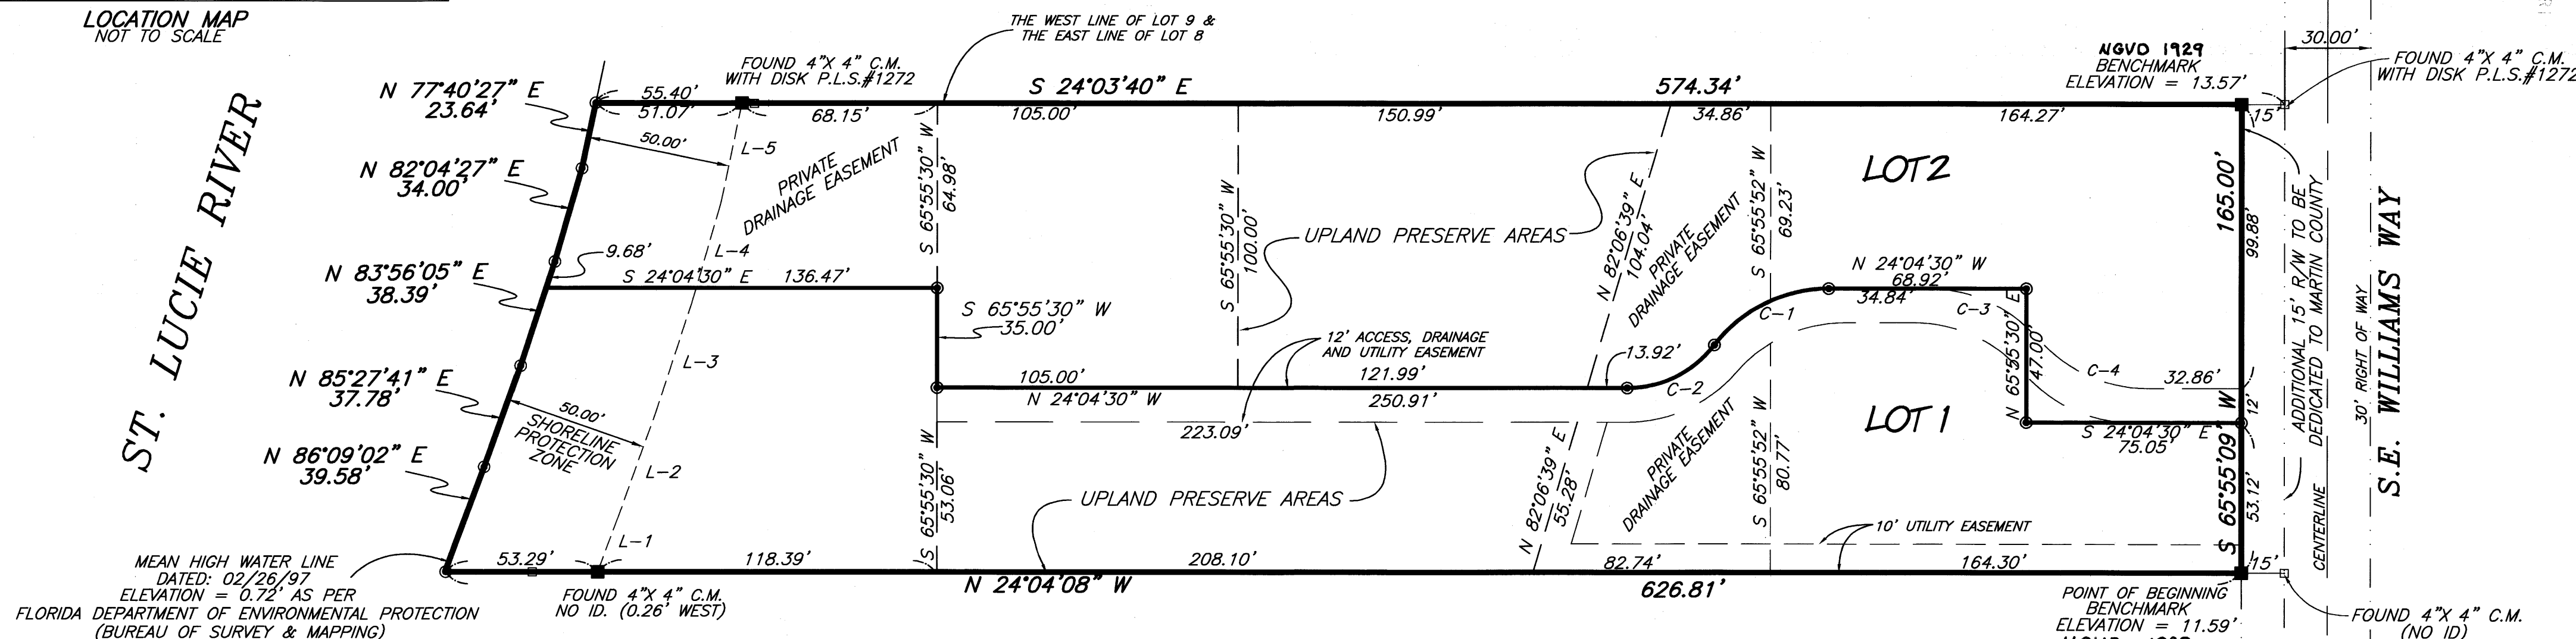 LOCATION MAP
NOT TO SCALE
THE WEST LINE OF LOT 9 &
THE EAST LINE OF LOT 8
FOUND 4"X 4" C.M.
WITH DISK P.L.S.#1272
NGVD 1929
BENCHMARK
ELEVATION = 13.57'
30.00'
FOUND 4"X 4" C.M.
WITH DISK P.L.S.#1272
N 77°40'27" E
23.64'
55.40'
51.07'
68.15'
S 24°03'40" E
574.34'
105.00'
150.99'
34.86'
164.27'
15'
ST. LUCIE RIVER
N 82°04'27" E
34.00'
50.00'
L-5
PRIVATE
DRAINAGE EASEMENT
S 65°55'30" W
64.98'
S 65°55'30" W
100.00'
UPLAND PRESERVE AREAS
N 82°06'39" E
104.04'
PRIVATE
DRAINAGE EASEMENT
S 65°55'52" W
69.23'
LOT 2
165.00'
99.88'
N 83°56'05" E
38.39'
9.68'
L-4
S 24°04'30" E
136.47'
S 65°55'30" W
35.00'
12' ACCESS, DRAINAGE
AND UTILITY EASEMENT
13.92'
C-1
N 24°04'30" W
68.92'
34.84'
C-3
N 65°55'30" E
47.00'
C-4
32.86'
12'
N 85°27'41" E
37.78'
L-3
105.00'
N 24°04'30" W
121.99'
250.91'
C-2
223.09'
50.00'
SHORELINE
PROTECTION
ZONE
L-2
N 86°09'02" E
39.58'
S 65°55'30" W
53.06'
UPLAND PRESERVE AREAS
N 82°06'39" E
55.28'
PRIVATE
DRAINAGE EASEMENT
S 65°55'52" W
80.77'
LOT 1
S 24°04'30" E
75.05'
S 65°55'09" W
53.12'
10' UTILITY EASEMENT
L-1
53.29'
118.39'
208.10'
82.74'
164.30'
15'
N 24°04'08" W
626.81'
MEAN HIGH WATER LINE
DATED: 02/26/97
ELEVATION = 0.72' AS PER
FLORIDA DEPARTMENT OF ENVIRONMENTAL PROTECTION
(BUREAU OF SURVEY & MAPPING)
FOUND 4"X 4" C.M.
NO ID. (0.26' WEST)
POINT OF BEGINNING
BENCHMARK
ELEVATION = 11.59'
FOUND 4"X 4" C.M.
(NO ID)
ADDITIONAL 15' R/W TO BE
DEDICATED TO MARTIN COUNTY
CENTERLINE
30' RIGHT OF WAY
S.E. WILLIAMS WAY